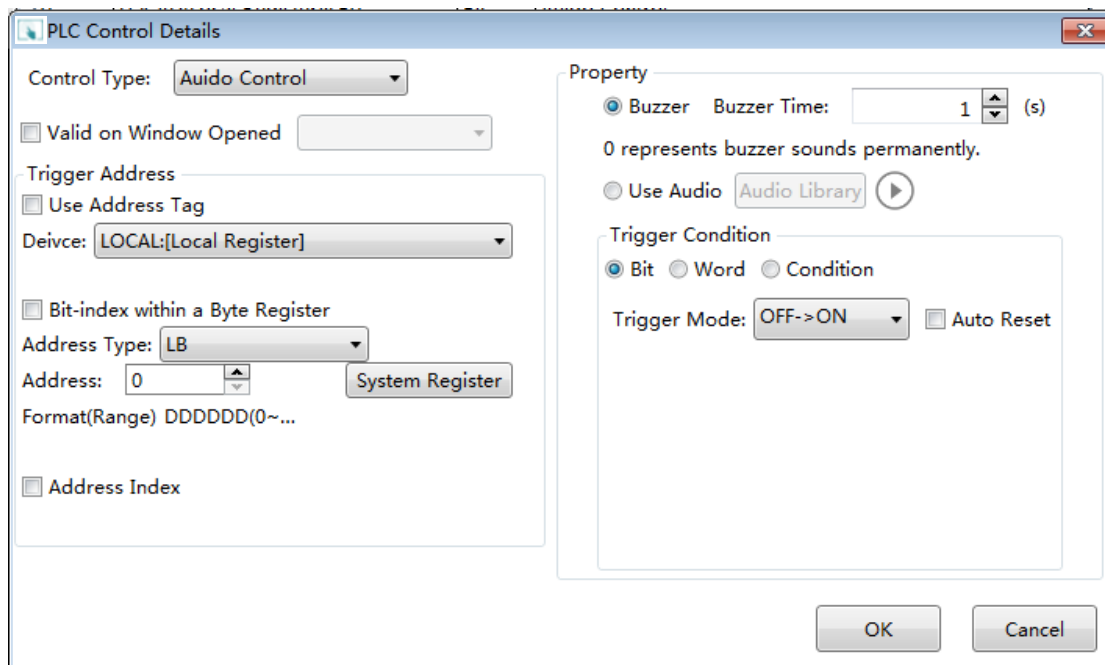 PLC Control Details
Control Type: Auido Control
Valid on Window Opened
Trigger Address
Use Address Tag
Deivce: LOCAL:[Local Register]
Bit-index within a Byte Register
Address Type: LB
Address: 0 System Register
Format(Range) DDDDDD(0~...
Address Index
Property
Buzzer Buzzer Time: 1 (s)
0 represents buzzer sounds permanently.
Use Audio Audio Library
Trigger Condition
Bit Word Condition
Trigger Mode: OFF->ON Auto Reset
OK Cancel